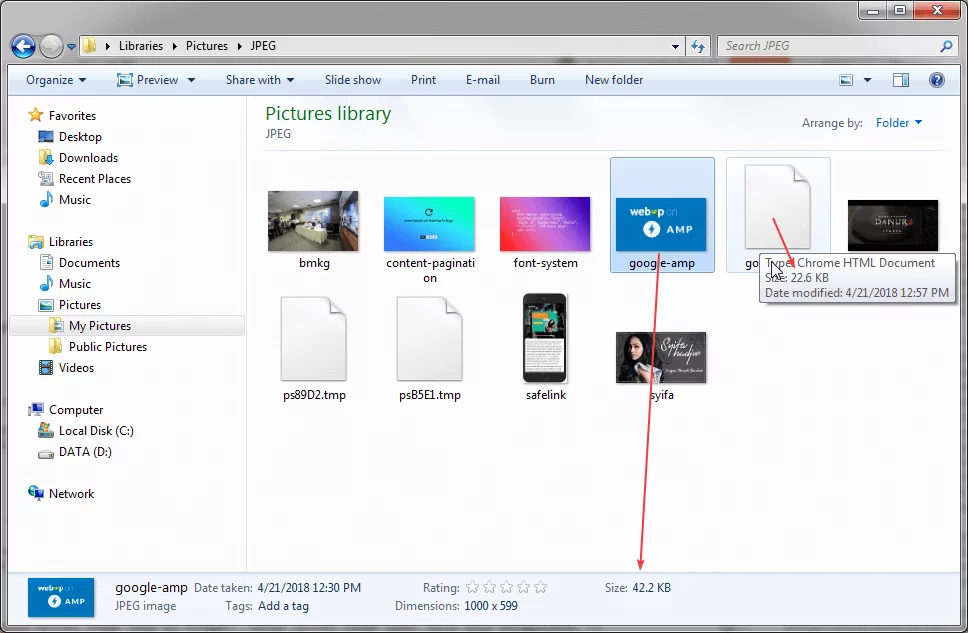 Libraries Pictures JPEG
Search JPEG
Organize Preview Share with Slide show Print E-mail Burn New folder
Favorites
Desktop
Downloads
Recent Places
Music
Libraries
Documents
Music
Pictures
My Pictures
Public Pictures
Videos
Computer
Local Disk (C:)
DATA (D:)
Network
Pictures library
JPEG
Arrange by: Folder
webpop on
AMP
DANUR 2
bmkg
content-paginati
on
font-system
google-amp
Type: Chrome HTML Document
Size: 22.6 KB
Date modified: 4/21/2018 12:57 PM
Syifa
hadju
ps89D2.tmp
psB5E1.tmp
safelink
syifa
AMP
google-amp Date taken: 4/21/2018 12:30 PM Rating: Size: 42.2 KB
JPEG image Tags: Add a tag Dimensions: 1000 x 599